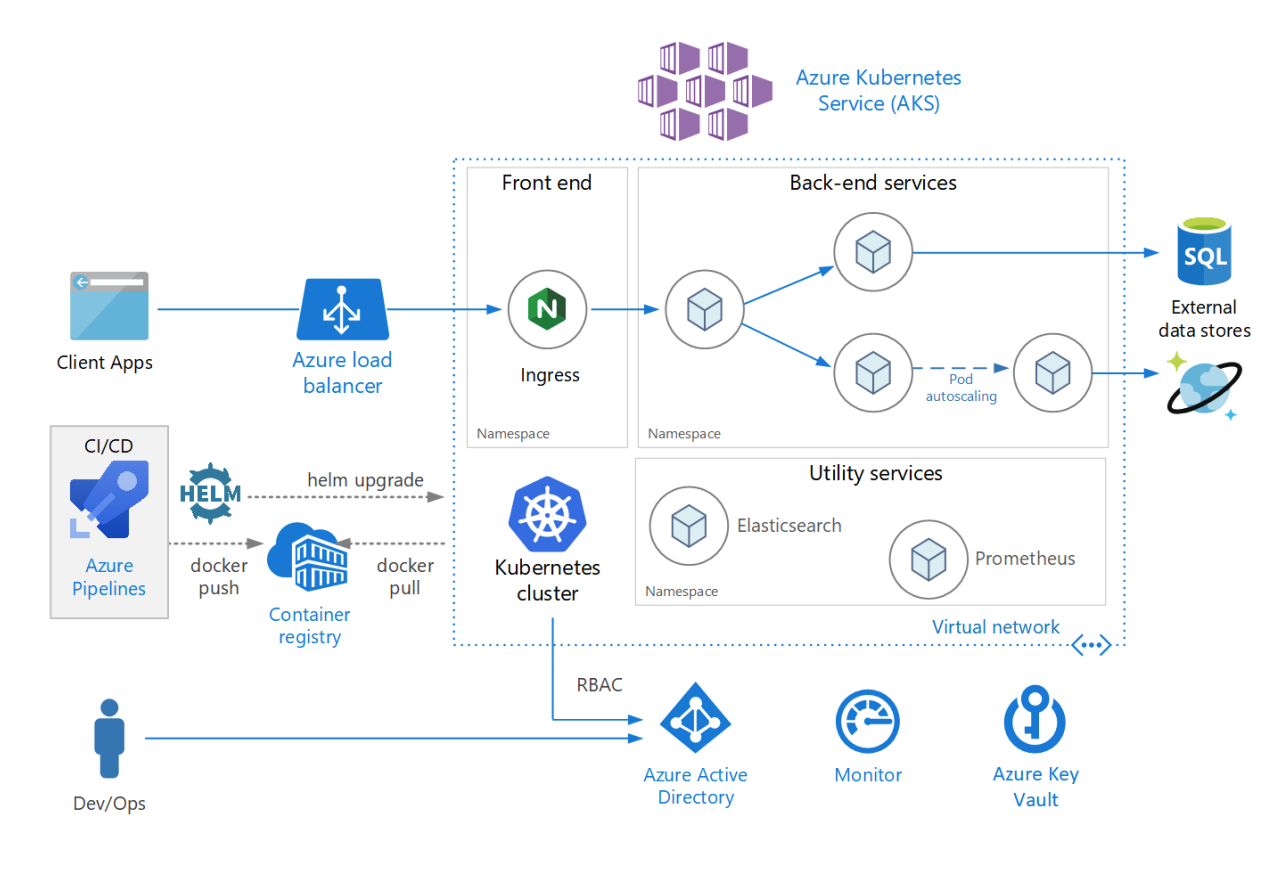 Azure Kubernetes
Service (AKS)
Front end
Back-end services
SQL
External
data stores
N
Client Apps
Azure load
balancer
Ingress
Pod
autoscaling
Namespace
Namespace
CI/CD
HELM
helm upgrade
Utility services
Elasticsearch
Prometheus
Azure
Pipelines
docker
push
docker
pull
Kubernetes
cluster
Namespace
Container
registry
Virtual network
RBAC
Azure Active
Directory
Monitor
Azure Key
Vault
Dev/Ops